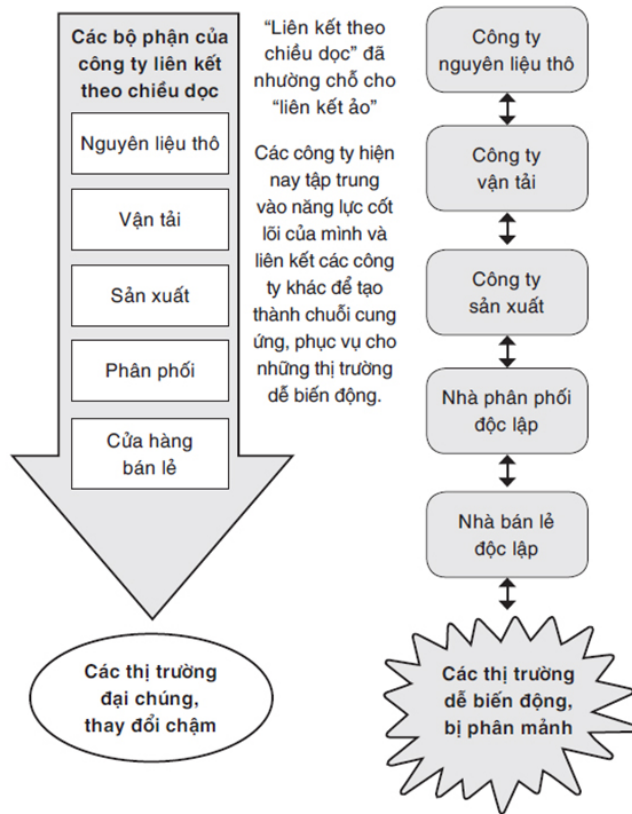 Các bộ phận của
công ty liên kết
theo chiều dọc
Nguyên liệu thô
Vận tải
Sản xuất
Phân phối
Cửa hàng
bán lẻ
Các thị trường
đại chúng,
thay đổi chậm
“Liên kết theo
chiều dọc” đã
nhường chỗ cho
“liên kết ảo”
Các công ty hiện
nay tập trung
vào năng lực cốt
lõi của mình và
liên kết các công
ty khác để tạo
thành chuỗi cung
ứng, phục vụ cho
những thị trường
dễ biến động.
Công ty
nguyên liệu thô
Công ty
vận tải
Công ty
sản xuất
Nhà phân phối
độc lập
Nhà bán lẻ
độc lập
Các thị trường
dễ biến động,
bị phân mảnh